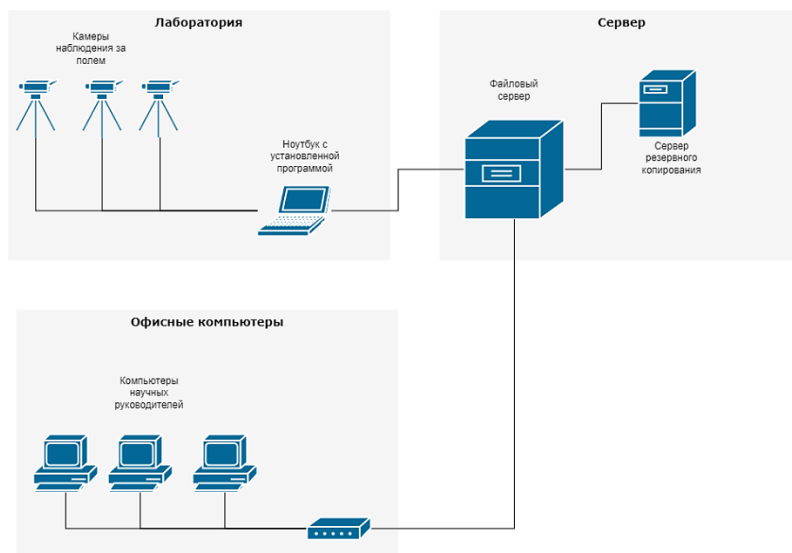 Лаборатория
Камеры
наблюдения за
полем
Ноутбук с
установленной
программой
Сервер
Файловый
сервер
Сервер
резервного
копирования
Офисные компьютеры
Компьютеры
научных
руководителей